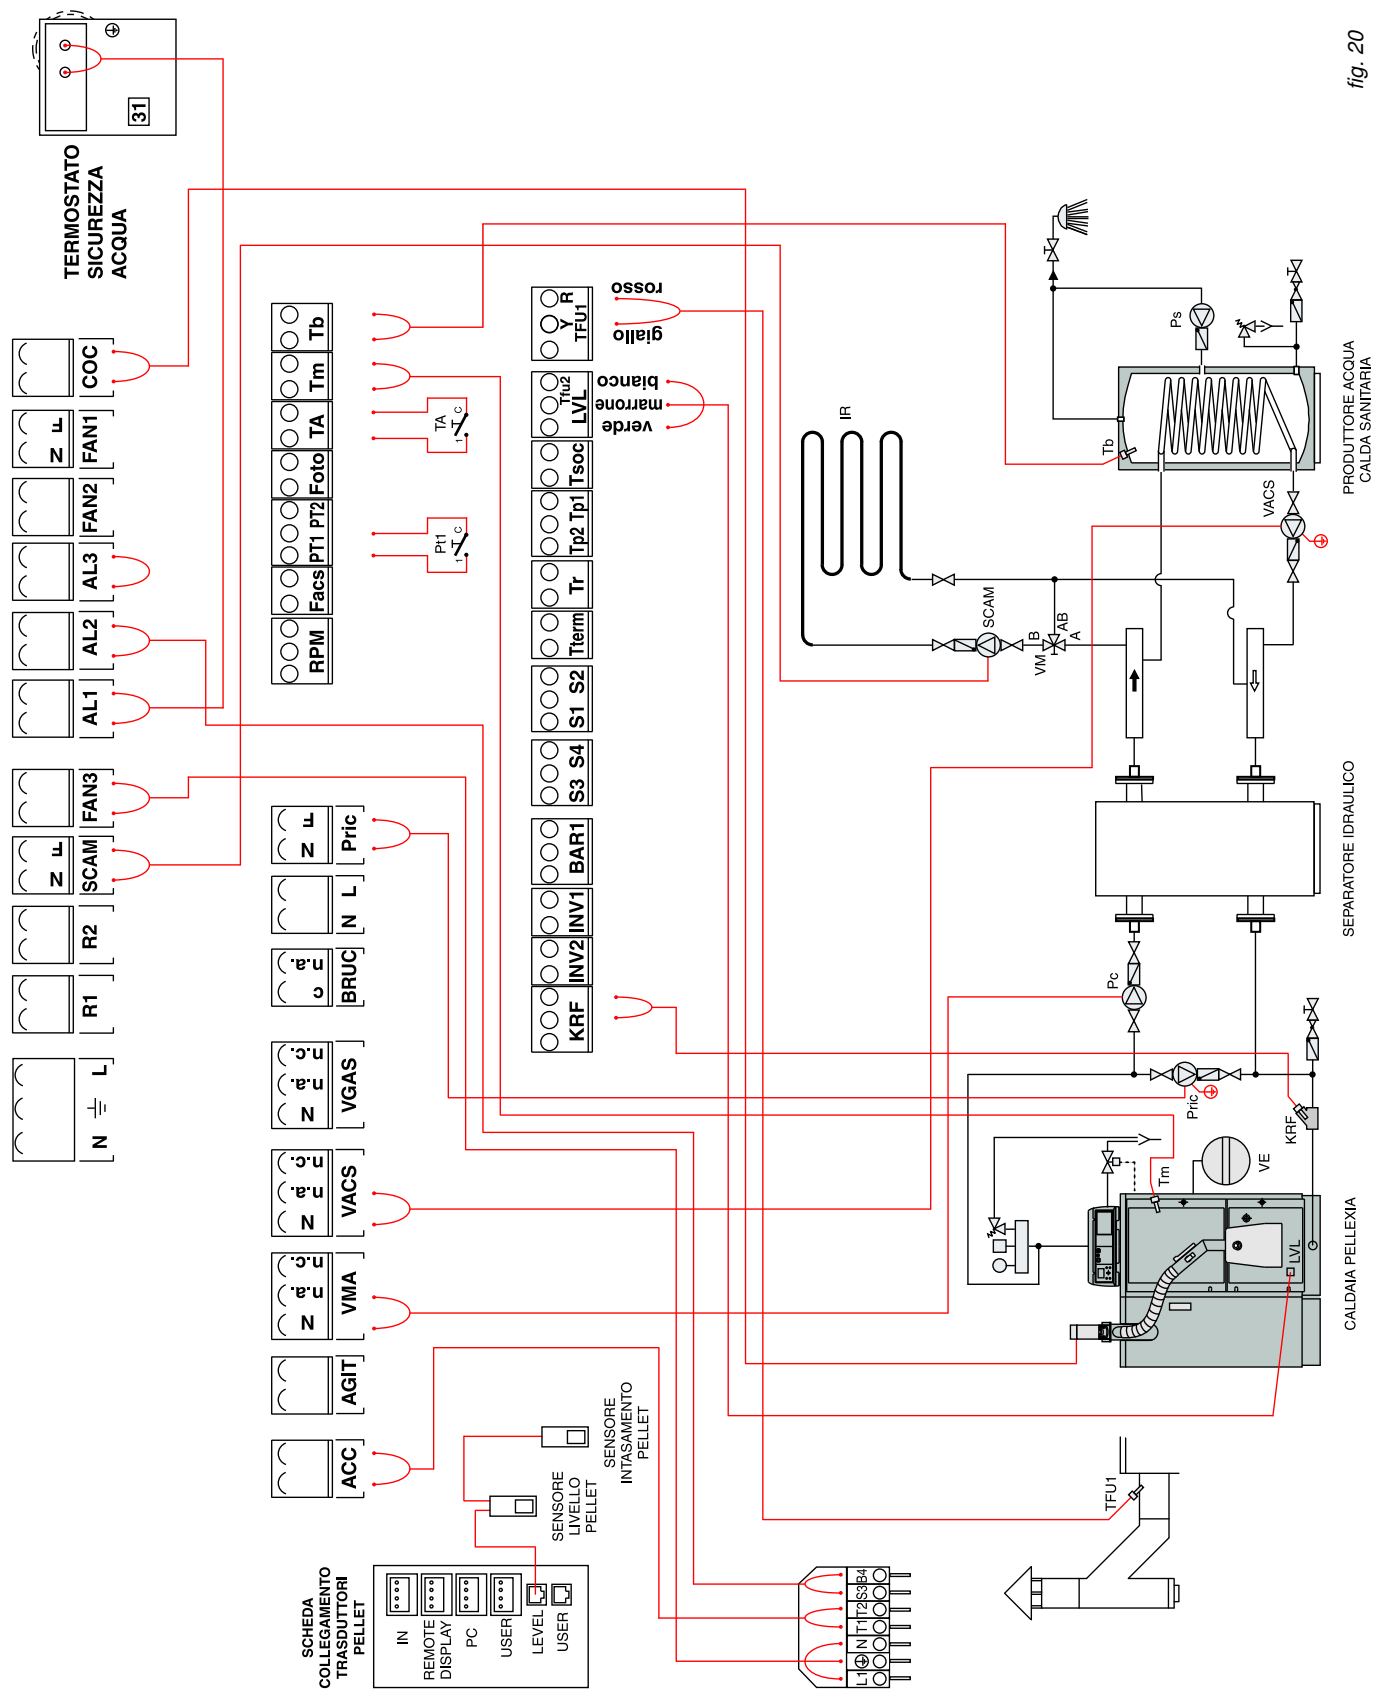 fig. 20
31
TERMOSTATO
SICUREZZA
ACQUA
N ⏚ L
R1
R2
N F
SCAM
FAN3
AL1
AL2
AL3
FAN2
N F
FAN1
COC
ACC
AGIT
N n.a. n.c.
VMA
N n.a. n.c.
VACS
N n.a. n.c.
VGAS
c n.a.
BRUC
N L
N F
Pric
RPM
Facs
PT1 PT2
Foto
TA
Tm
Tb
1 C
Pt1
1 C
TA
KRF
INV2
INV1
BAR1
S3 S4
S1 S2
Tterm
Tr
Tp2 Tp1
Tsoc
Tfu2
LVL
Y R
TFU1
verde
marrone
bianco
giallo
rosso
SCHEDA
COLLEGAMENTO
TRASDUTTORI
PELLET
IN
REMOTE
DISPLAY
PC
USER
LEVEL
USER
SENSORE
LIVELLO
PELLET
SENSORE
INTASAMENTO
PELLET
L1 ⏚ N T1 T2 S3 B4
TFU1
LVL
Tm
VE
KRF
Pric
Pc
CALDAIA PELLEXIA
SEPARATORE IDRAULICO
VM
B
AB
A
SCAM
IR
VACS
Tb
Ps
PRODUTTORE ACQUA
CALDA SANITARIA